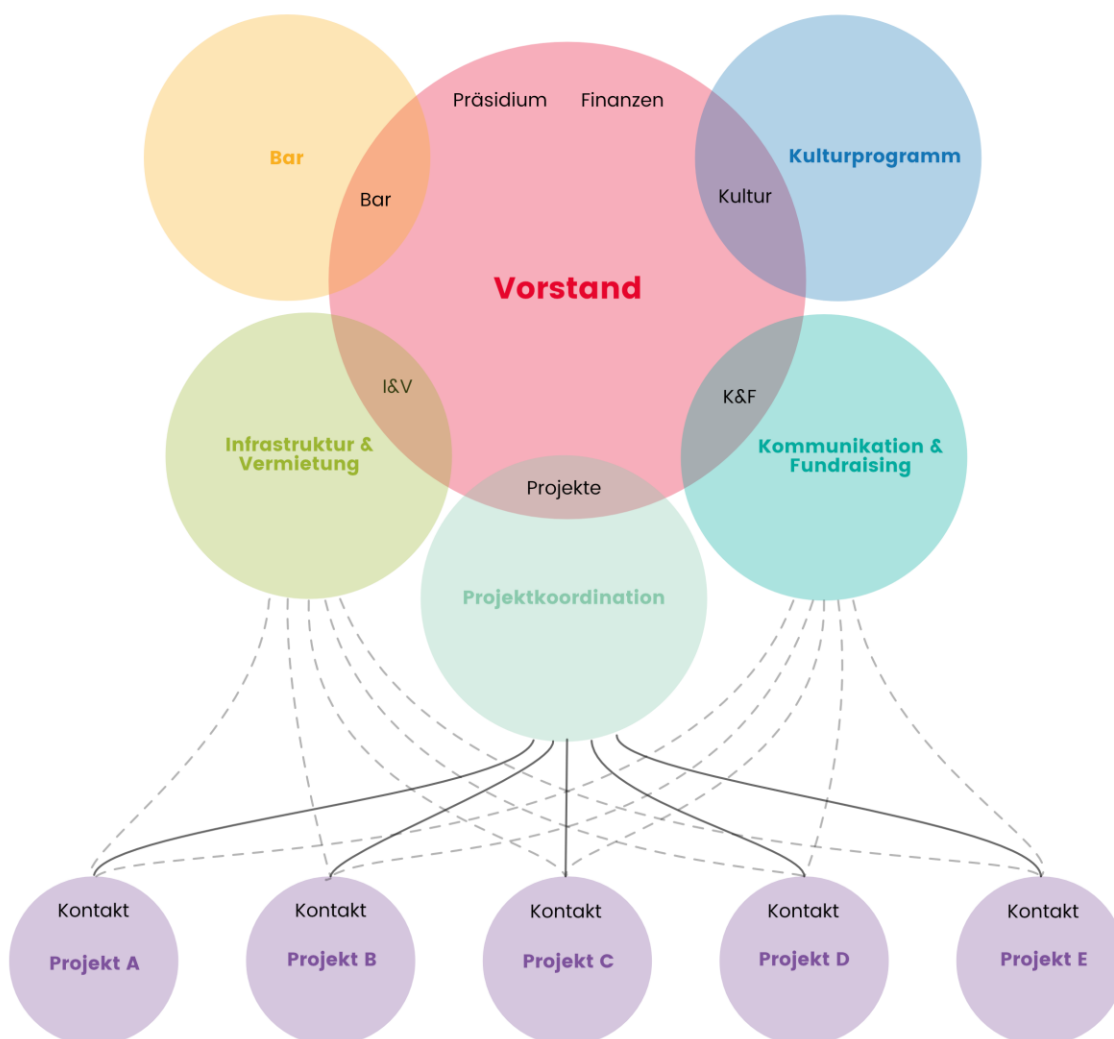 Präsidium Finanzen
Bar
Kulturprogramm
Bar
Kultur
Vorstand
I&V
K&F
Infrastruktur &
Vermietung
Kommunikation &
Fundraising
Projekte
Projektkoordination
Kontakt
Projekt A
Kontakt
Projekt B
Kontakt
Projekt C
Kontakt
Projekt D
Kontakt
Projekt E